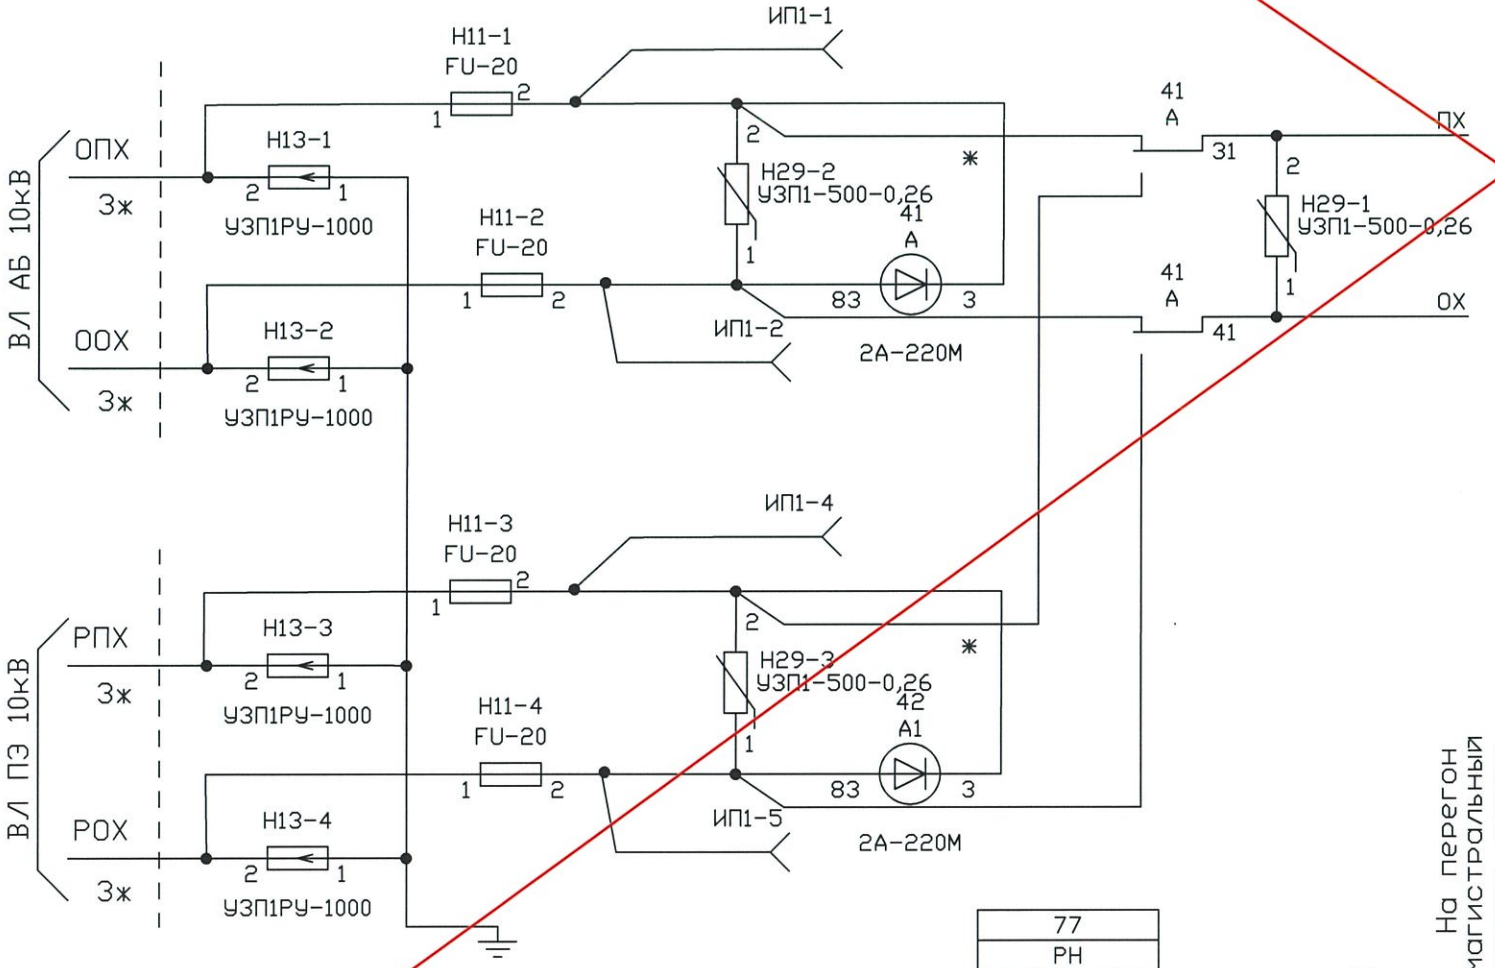 ИП1-1
Н11-1
FU-20
2
1
41
А
ПХ
ОПХ
3ж
Н13-1
2
1
УЗП1РУ-1000
2
Н29-2
УЗП1-500-0,26
1
*
31
2
Н29-1
УЗП1-500-0,26
1
ВЛ АБ 10кВ
Н11-2
FU-20
1
2
41
А
83
3
2А-220М
ИП1-2
41
А
41
ОХ
ООХ
3ж
Н13-2
2
1
УЗП1РУ-1000
ИП1-4
Н11-3
FU-20
2
1
РПХ
3ж
Н13-3
2
1
УЗП1РУ-1000
2
Н29-3
УЗП1-500-0,26
1
*
ВЛ ПЭ 10кВ
Н11-4
FU-20
1
2
42
А1
83
3
2А-220М
ИП1-5
РОХ
3ж
Н13-4
2
1
УЗП1РУ-1000
77
РН
На перегон
магистральный